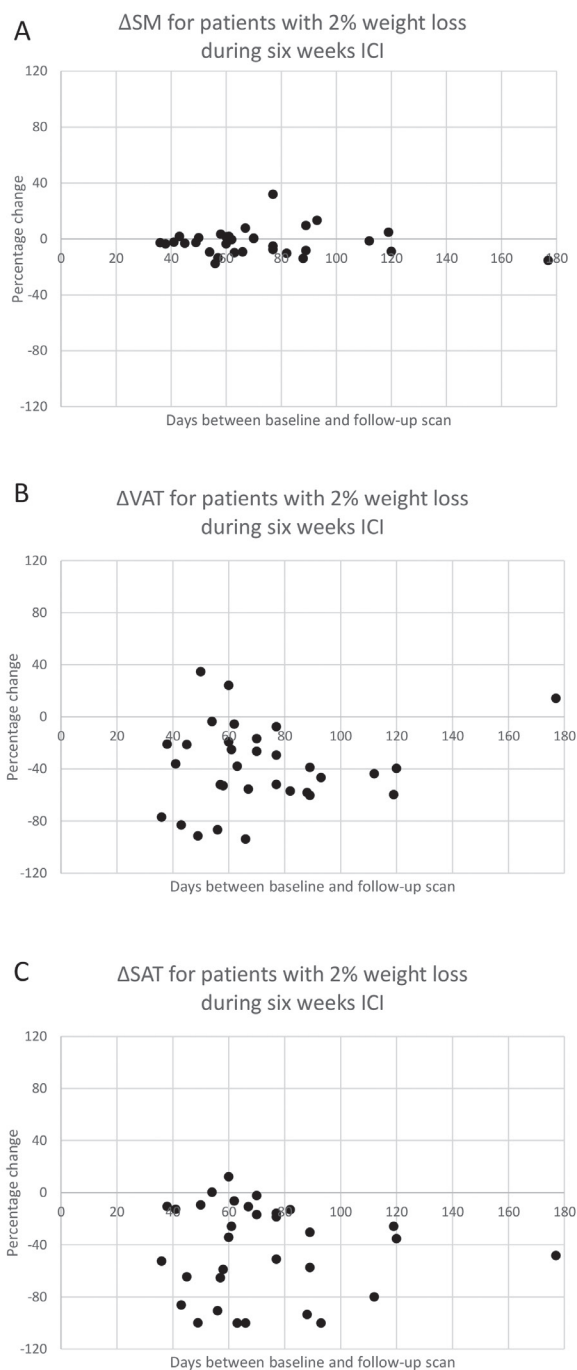 A
ΔSM for patients with 2% weight loss
during six weeks ICI
120
80
40
0
-40
-80
-120
0 20 40 60 80 100 120 140 160 180
Percentage change
Days between baseline and follow-up scan
B
ΔVAT for patients with 2% weight loss
during six weeks ICI
120
80
40
0
-40
-80
-120
0 20 40 60 80 100 120 140 160 180
Percentage change
Days between baseline and follow-up scan
C
ΔSAT for patients with 2% weight loss
during six weeks ICI
120
80
40
0
-40
-80
-120
0 20 40 60 80 100 120 140 160 180
Percentage change
Days between baseline and follow-up scan